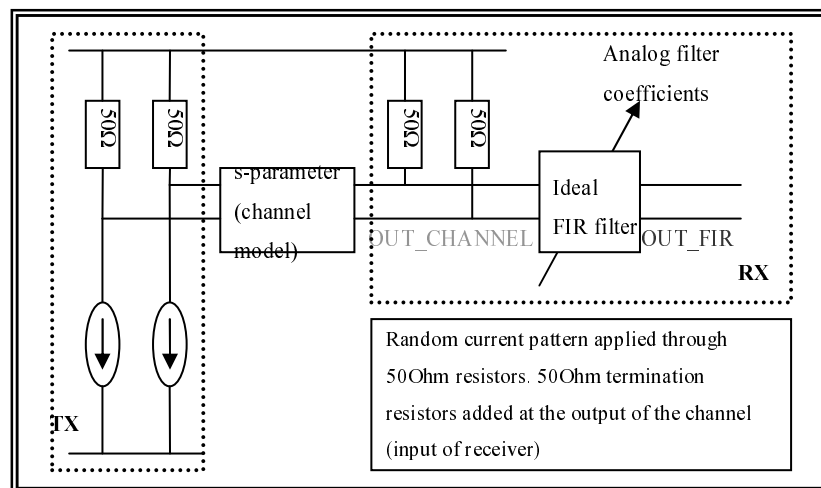 Analog filter
coefficients
50Ω
50Ω
50Ω
50Ω
s-parameter
(channel
model)
Ideal
FIR filter
OUT_CHANNEL
OUT_FIR
RX
TX
Random current pattern applied through
50Ohm resistors. 50Ohm termination
resistors added at the output of the channel
(input of receiver)